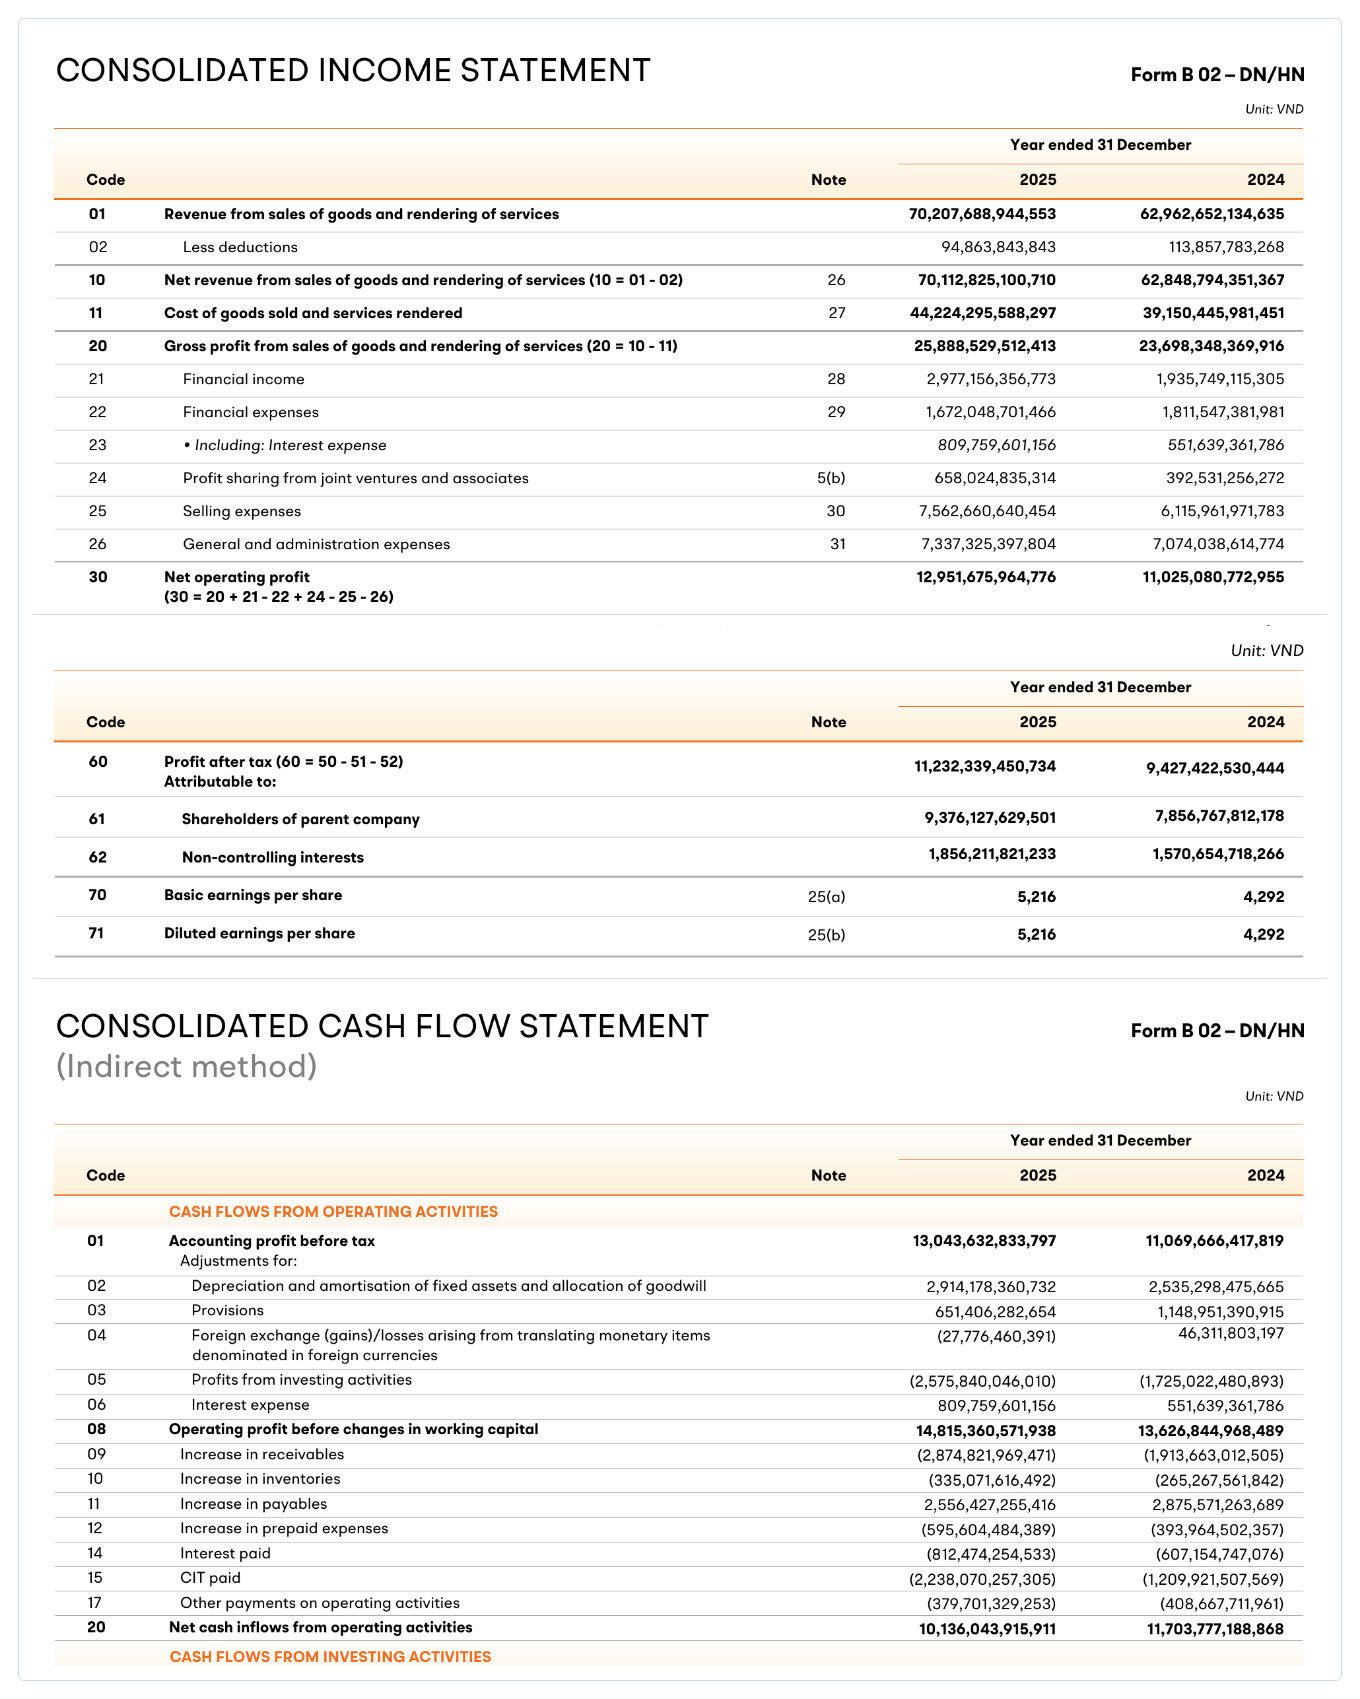 CONSOLIDATED INCOME STATEMENT Form B 02 – DN/HN
Unit: VND
Year ended 31 December
Code Note 2025 2024
01 Revenue from sales of goods and rendering of services 70,207,688,944,553 62,962,652,134,635
02 Less deductions 94,863,843,843 113,857,783,268
10 Net revenue from sales of goods and rendering of services (10 = 01 - 02) 26 70,112,825,100,710 62,848,794,351,367
11 Cost of goods sold and services rendered 27 44,224,295,588,297 39,150,445,981,451
20 Gross profit from sales of goods and rendering of services (20 = 10 - 11) 25,888,529,512,413 23,698,348,369,916
21 Financial income 28 2,977,156,356,773 1,935,749,115,305
22 Financial expenses 29 1,672,048,701,466 1,811,547,381,981
23 • Including: Interest expense 809,759,601,156 551,639,361,786
24 Profit sharing from joint ventures and associates 5(b) 658,024,835,314 392,531,256,272
25 Selling expenses 30 7,562,660,640,454 6,115,961,971,783
26 General and administration expenses 31 7,337,325,397,804 7,074,038,614,774
30 Net operating profit 12,951,675,964,776 11,025,080,772,955
(30 = 20 + 21 - 22 + 24 - 25 - 26)
Unit: VND
Year ended 31 December
Code Note 2025 2024
60 Profit after tax (60 = 50 - 51 - 52) 11,232,339,450,734 9,427,422,530,444
Attributable to:
61 Shareholders of parent company 9,376,127,629,501 7,856,767,812,178
62 Non-controlling interests 1,856,211,821,233 1,570,654,718,266
70 Basic earnings per share 25(a) 5,216 4,292
71 Diluted earnings per share 25(b) 5,216 4,292
CONSOLIDATED CASH FLOW STATEMENT Form B 02 – DN/HN
(Indirect method)
Unit: VND
Year ended 31 December
Code Note 2025 2024
CASH FLOWS FROM OPERATING ACTIVITIES
01 Accounting profit before tax 13,043,632,833,797 11,069,666,417,819
Adjustments for:
02 Depreciation and amortisation of fixed assets and allocation of goodwill 2,914,178,360,732 2,535,298,475,665
03 Provisions 651,406,282,654 1,148,951,390,915
04 Foreign exchange (gains)/losses arising from translating monetary items (27,776,460,391) 46,311,803,197
denominated in foreign currencies
05 Profits from investing activities (2,575,840,046,010) (1,725,022,480,893)
06 Interest expense 809,759,601,156 551,639,361,786
08 Operating profit before changes in working capital 14,815,360,571,938 13,626,844,968,489
09 Increase in receivables (2,874,821,969,471) (1,913,663,012,505)
10 Increase in inventories (335,071,616,492) (265,267,561,842)
11 Increase in payables 2,556,427,255,416 2,875,571,263,689
12 Increase in prepaid expenses (595,604,484,389) (393,964,502,357)
14 Interest paid (812,474,254,533) (607,154,747,076)
15 CIT paid (2,238,070,257,305) (1,209,921,507,569)
17 Other payments on operating activities (379,701,329,253) (408,667,711,961)
20 Net cash inflows from operating activities 10,136,043,915,911 11,703,777,188,868
CASH FLOWS FROM INVESTING ACTIVITIES